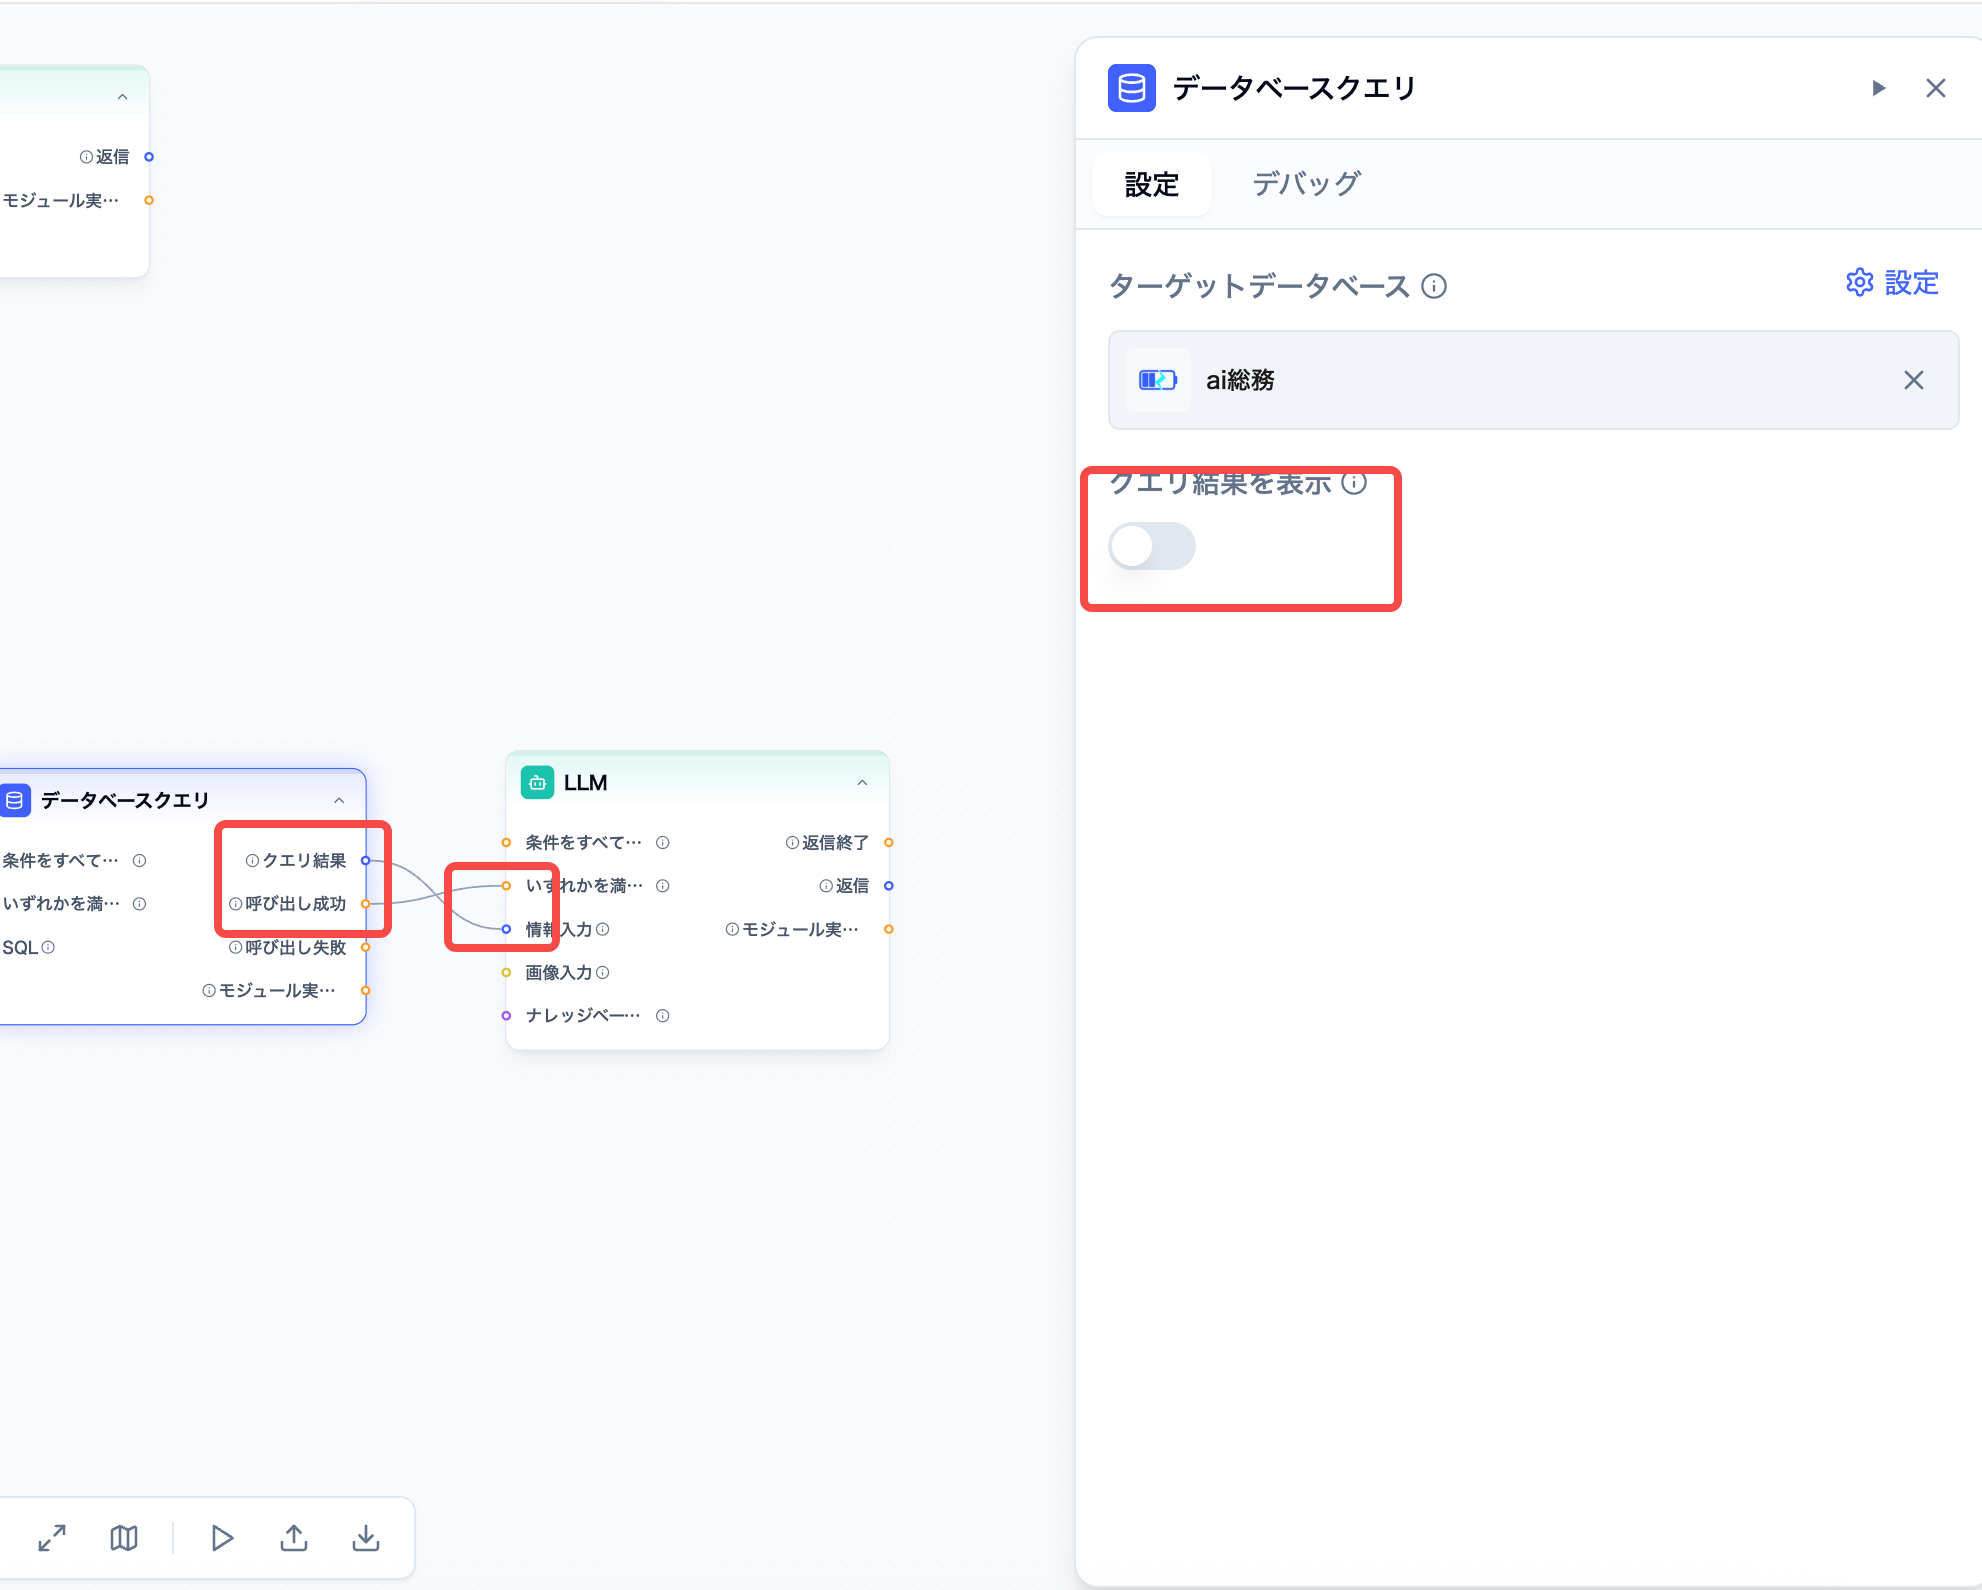 返信
モジュール実…
データベースクエリ
条件をすべて…
クエリ結果
いずれかを満…
呼び出し成功
SQL
呼び出し失敗
モジュール実…
LLM
条件をすべて…
返信終了
いずれかを満…
返信
情報入力
モジュール実…
画像入力
ナレッジベー…
データベースクエリ
設定
デバッグ
ターゲットデータベース
設定
ai総務
クエリ結果を表示